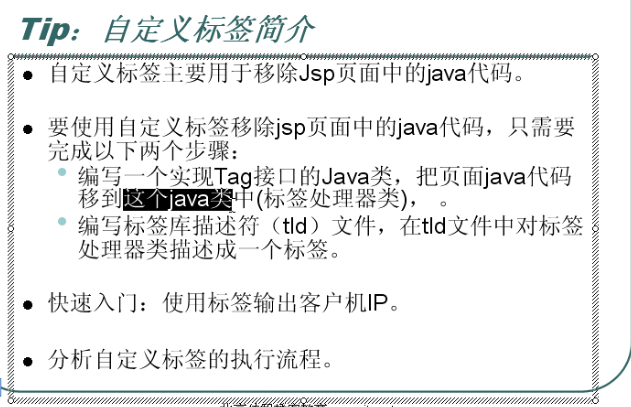 Tip：自定义标签简介
自定义标签主要用于移除Jsp页面中的java代码。
要使用自定义标签移除jsp页面中的java代码，只需要
完成以下两个步骤：
编写一个实现Tag接口的Java类，把页面java代码
移到这个java类中(标签处理器类)， 。
编写标签库描述符（tld）文件，在tld文件中对标签
处理器类描述成一个标签。
快速入门：使用标签输出客户机IP。
分析自定义标签的执行流程。